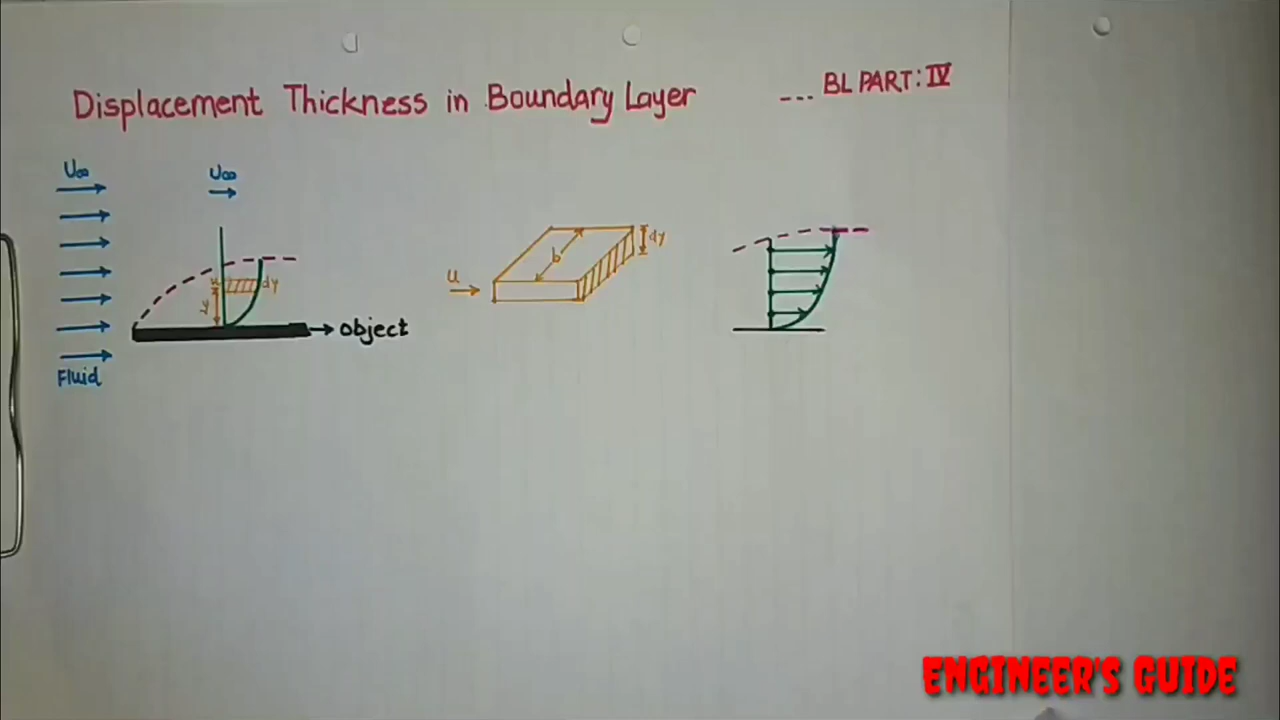 Displacement Thickness in Boundary Layer
--- BL PART: IV
U∞
U∞
dy
y
object
Fluid
u
b
dy
ENGINEER'S GUIDE